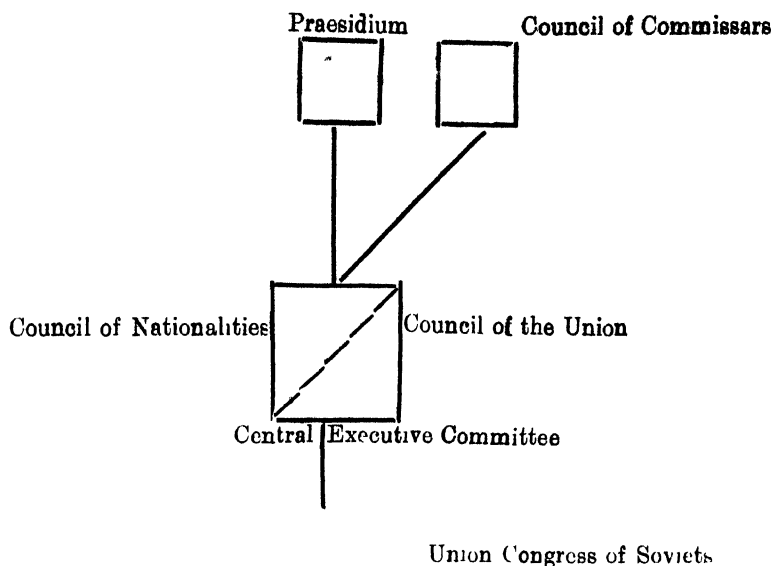 Praesidium
Council of Commissars
Council of Nationalities
Council of the Union
Central Executive Committee
Union Congress of Soviets